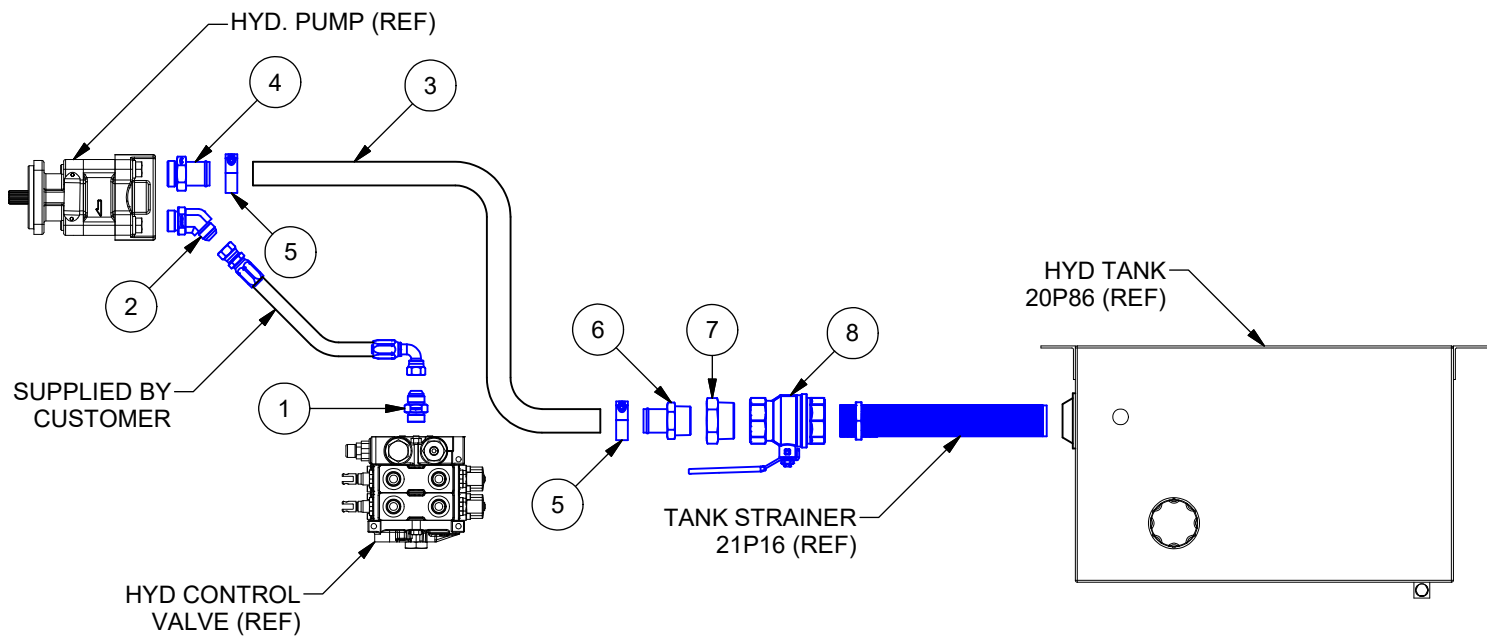 HYD. PUMP (REF)
4
3
5
2
HYD TANK
20P86 (REF)
6
7
8
SUPPLIED BY
CUSTOMER
1
5
TANK STRAINER
21P16 (REF)
HYD CONTROL
VALVE (REF)